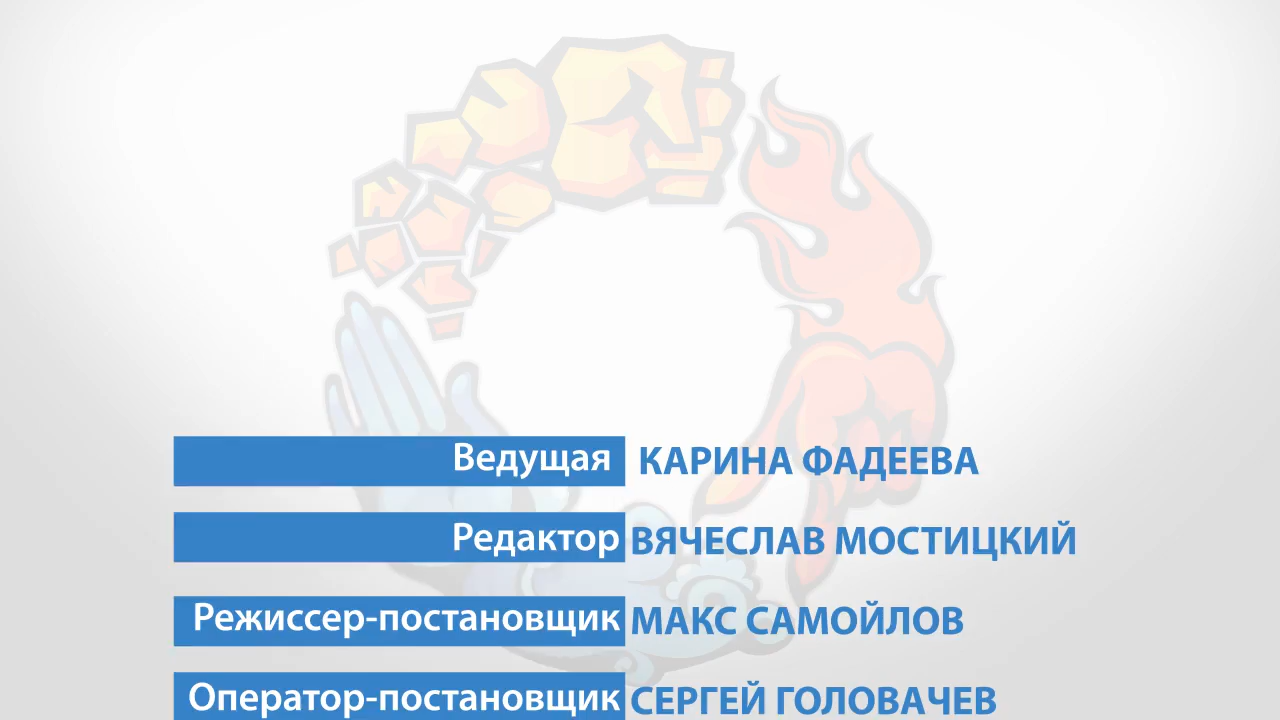 Ведущая КАРИНА ФАДЕЕВА
Редактор ВЯЧЕСЛАВ МОСТИЦКИЙ
Режиссер-постановщик МАКС САМОЙЛОВ
Оператор-постановщик СЕРГЕЙ ГОЛОВАЧЕВ